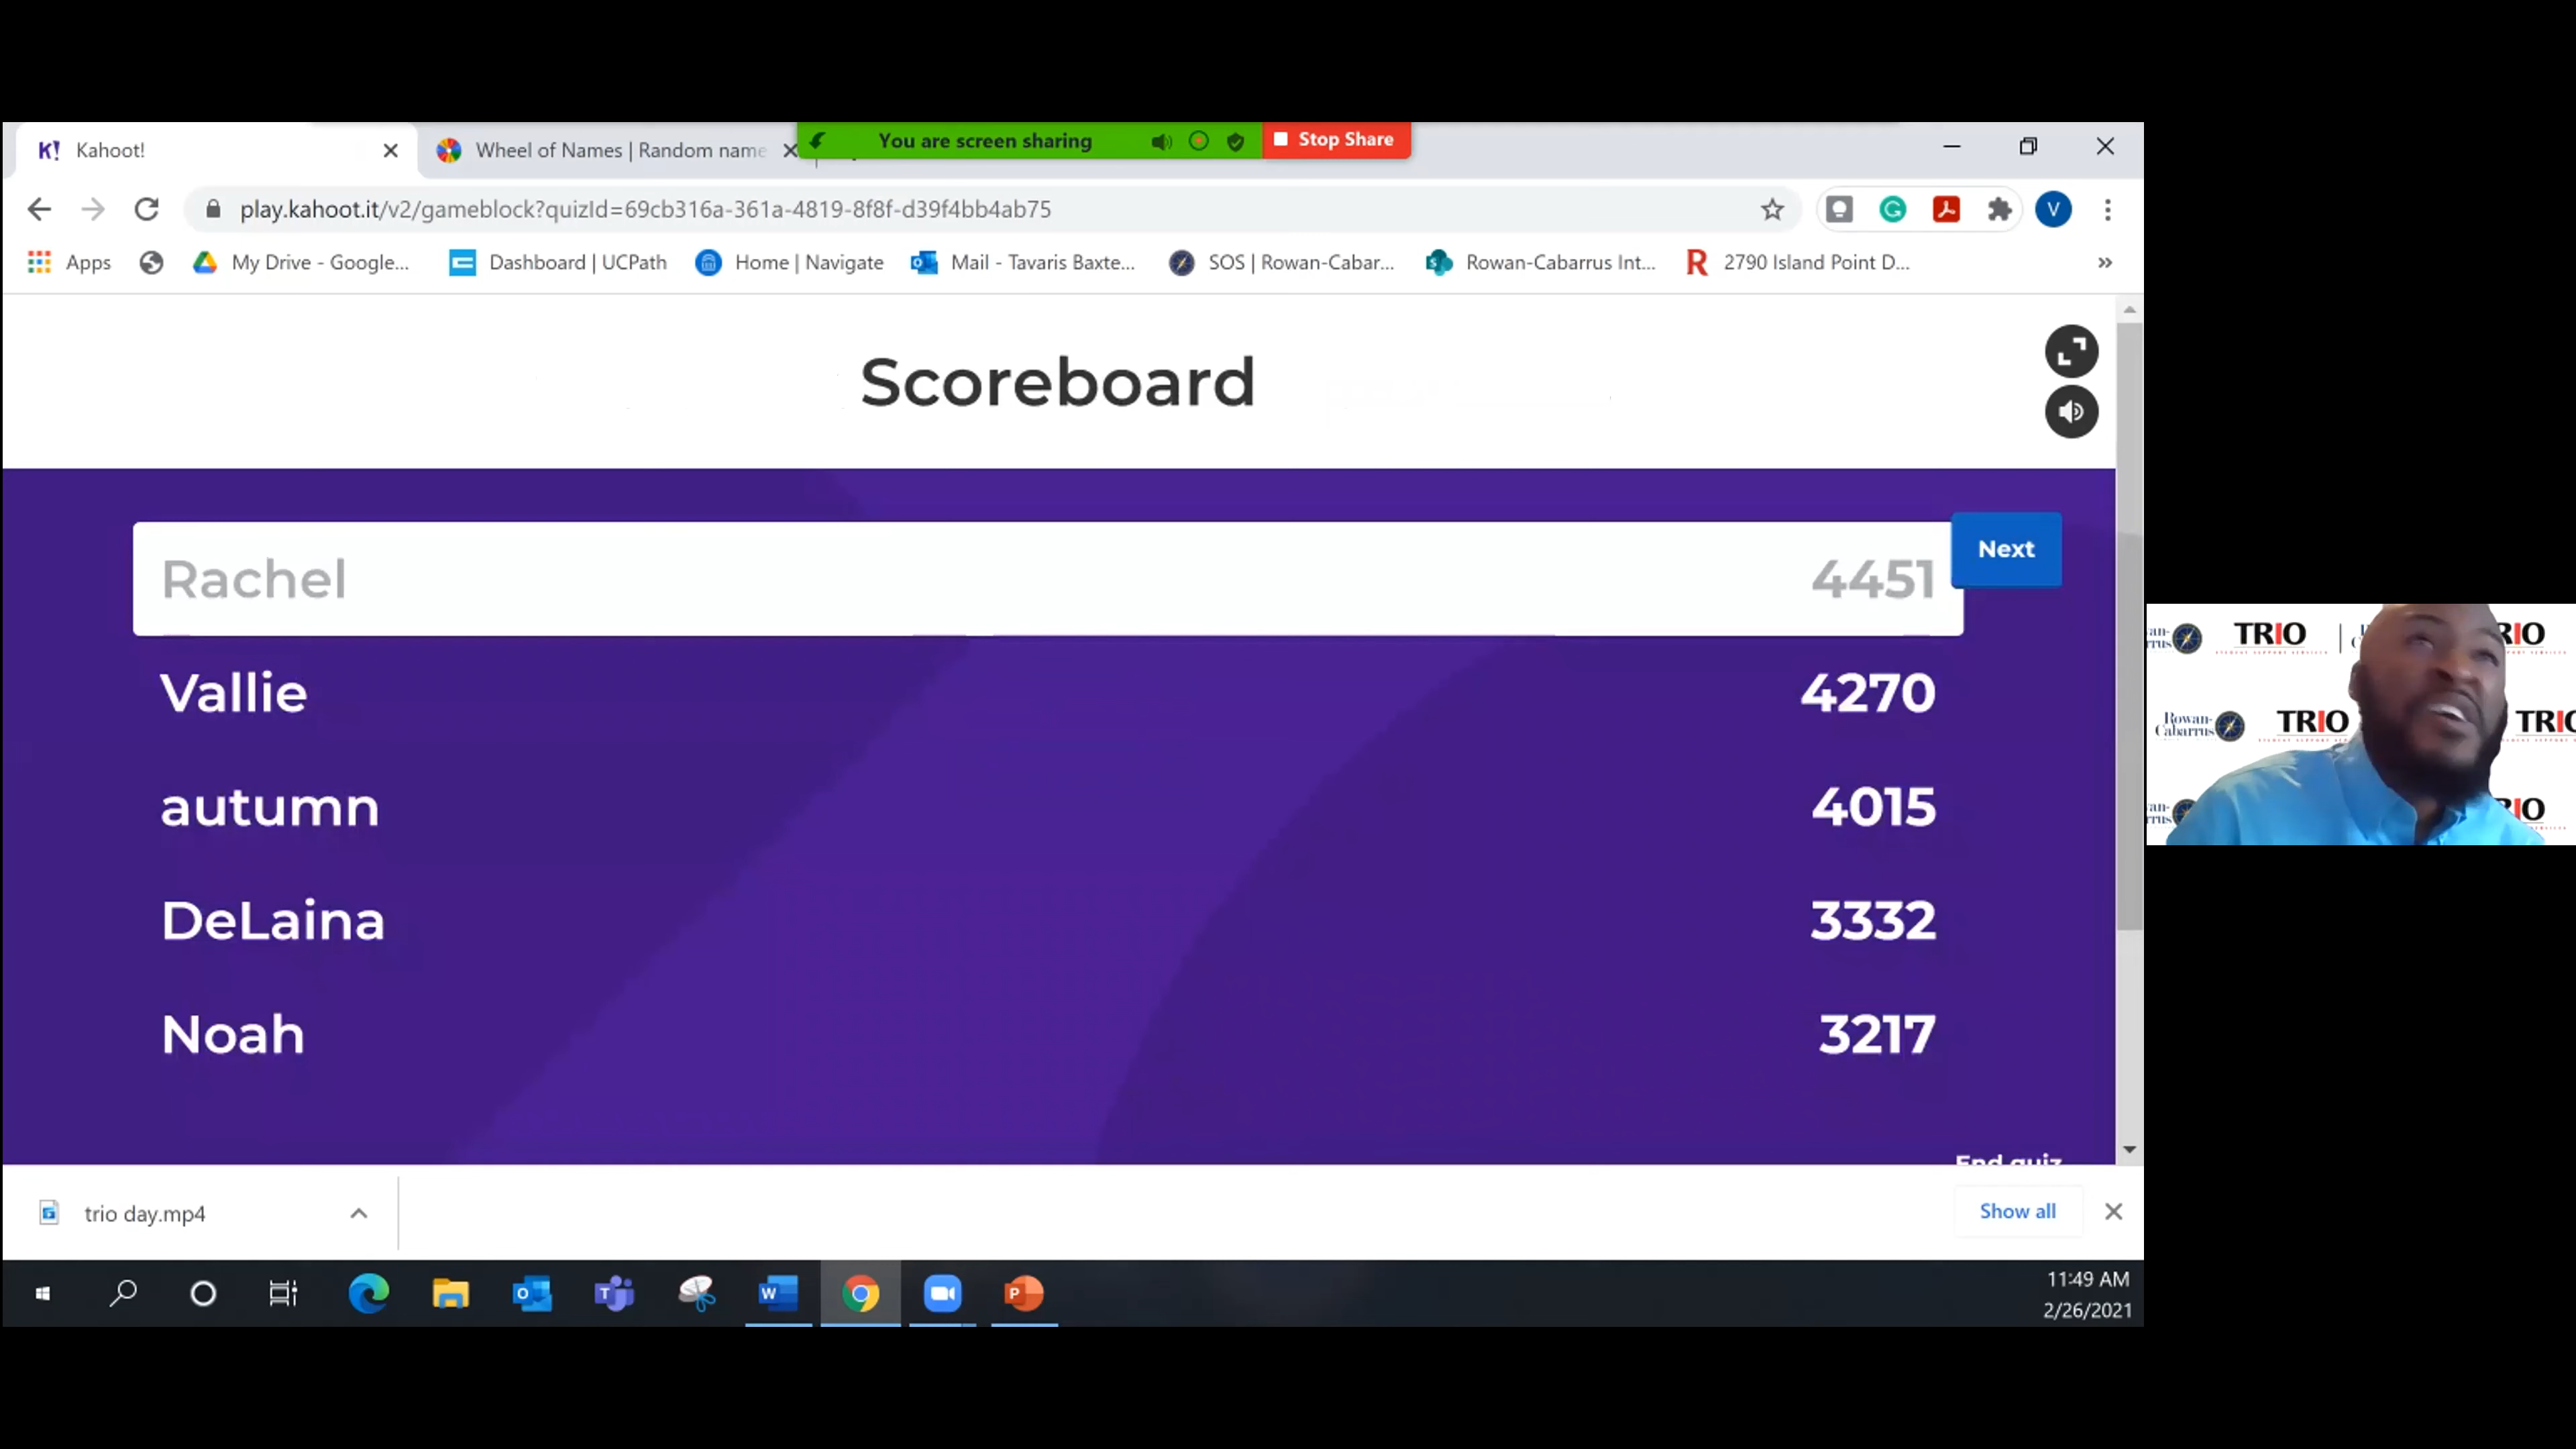 K! Kahoot!
Wheel of Names | Random name
You are screen sharing
Stop Share
play.kahoot.it/v2/gameblock?quizId=69cb316a-361a-4819-8f8f-d39f4bb4ab75
V
Apps
My Drive - Google...
Dashboard | UCPath
Home | Navigate
Mail - Tavaris Baxte...
SOS | Rowan-Cabar...
Rowan-Cabarrus Int...
R 2790 Island Point D...
Scoreboard
Next
Rachel 4451
Vallie 4270
autumn 4015
DeLaina 3332
Noah 3217
End quiz
trio day.mp4
Show all
11:49 AM
2/26/2021
TRIO
Rowan-
Cabarrus
TRIO